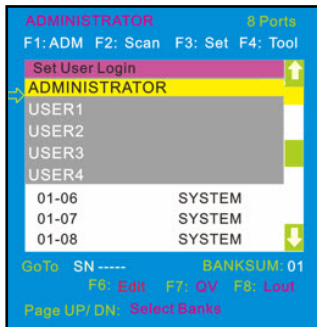 ADMINISTRATOR 8 Ports
F1: ADM F2: Scan F3: Set F4: Tool
Set User Login
ADMINISTRATOR
USER1
USER2
USER3
USER4
01-06 SYSTEM
01-07 SYSTEM
01-08 SYSTEM
GoTo SN ----- BANKSUM: 01
F6: Edit F7: QV F8: Lout
Page UP/ DN: Select Banks